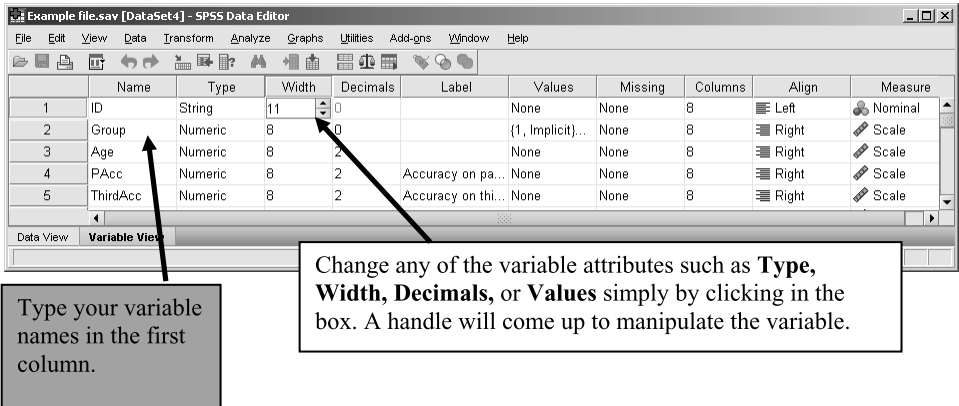 Example file.sav [DataSet4] - SPSS Data Editor
File Edit View Data Transform Analyze Graphs Utilities Add-ons Window Help
Name Type Width Decimals Label Values Missing Columns Align Measure
1 ID String 11 0 None None 8 Left Nominal
2 Group Numeric 8 0 {1, Implicit}... None 8 Right Scale
3 Age Numeric 8 2 None None 8 Right Scale
4 PAcc Numeric 8 2 Accuracy on pa... None None 8 Right Scale
5 ThirdAcc Numeric 8 2 Accuracy on thi... None None 8 Right Scale
Data View Variable View
Change any of the variable attributes such as Type,
Width, Decimals, or Values simply by clicking in the
box. A handle will come up to manipulate the variable.
Type your variable
names in the first
column.